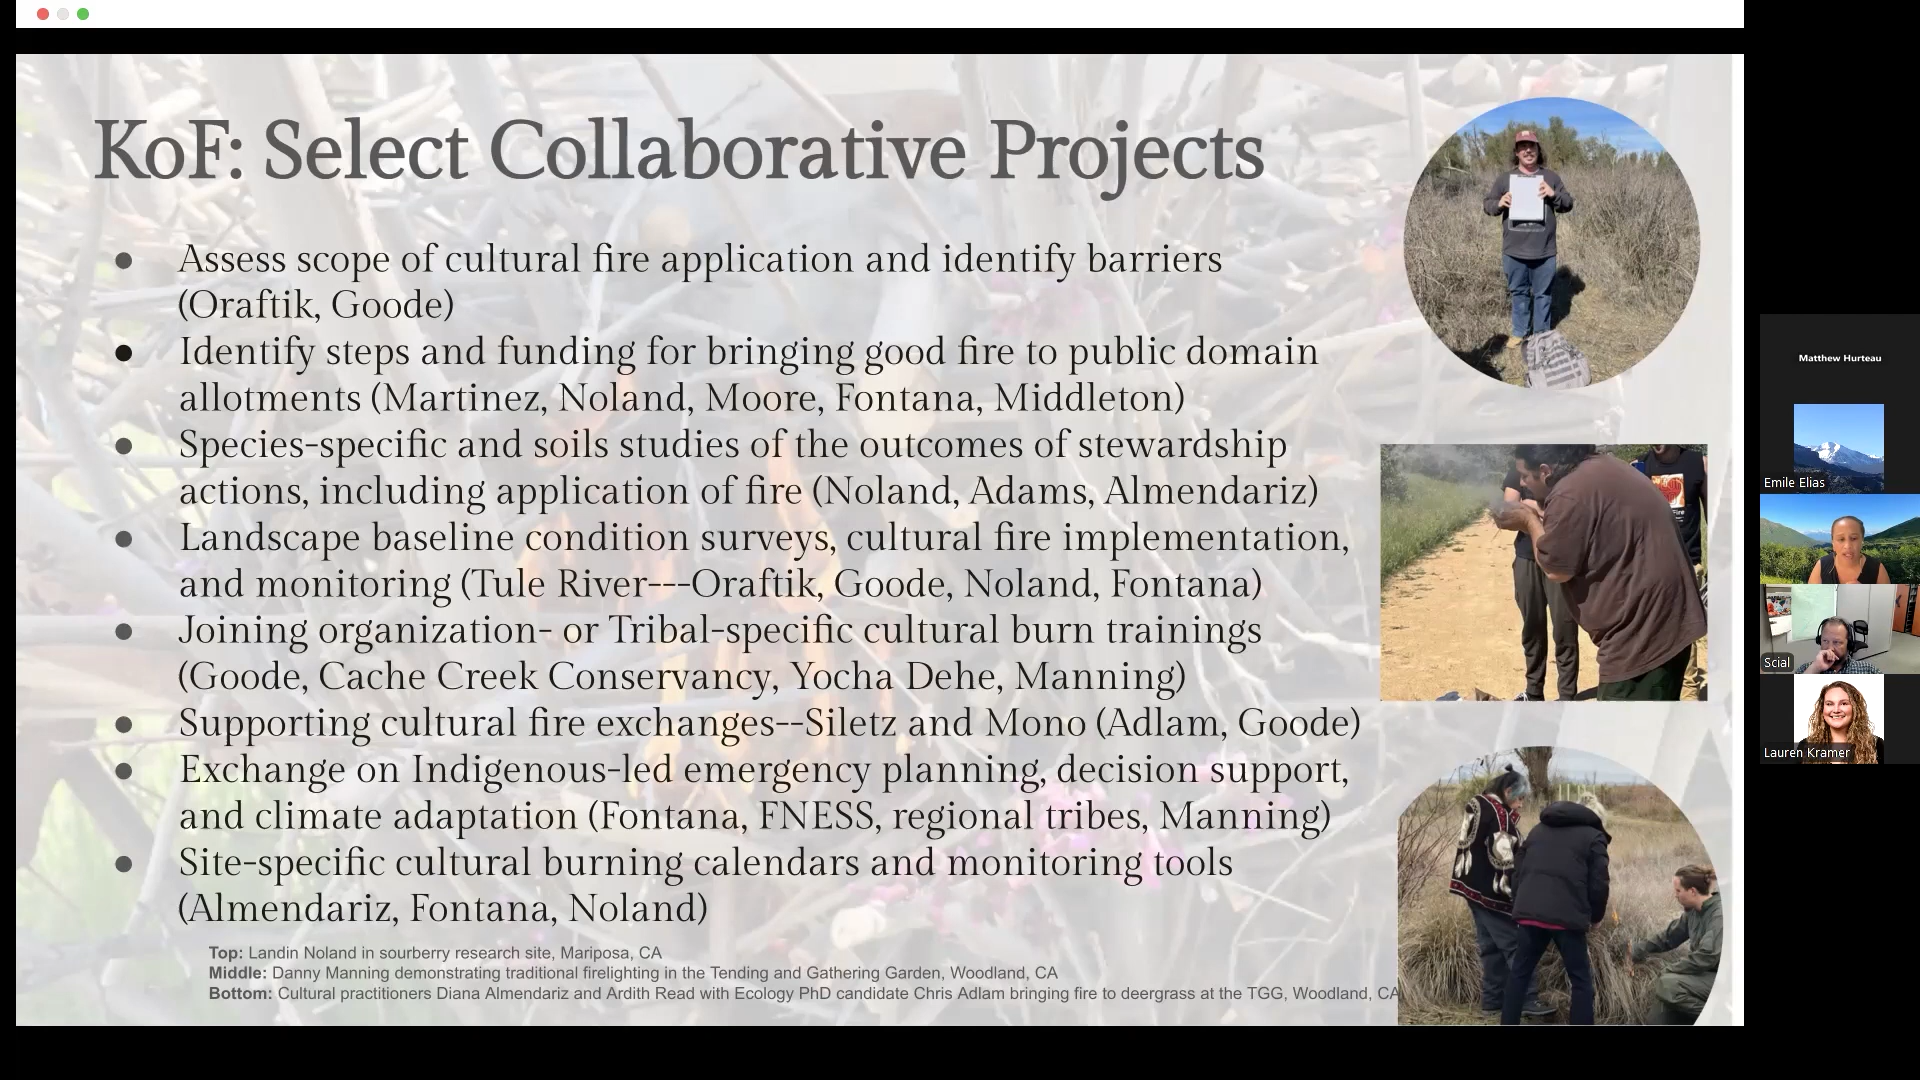 KoF: Select Collaborative Projects
● Assess scope of cultural fire application and identify barriers
(Oraftik, Goode)
● Identify steps and funding for bringing good fire to public domain
allotments (Martinez, Noland, Moore, Fontana, Middleton)
● Species-specific and soils studies of the outcomes of stewardship
actions, including application of fire (Noland, Adams, Almendariz)
● Landscape baseline condition surveys, cultural fire implementation,
and monitoring (Tule River---Oraftik, Goode, Noland, Fontana)
● Joining organization- or Tribal-specific cultural burn trainings
(Goode, Cache Creek Conservancy, Yocha Dehe, Manning)
● Supporting cultural fire exchanges--Siletz and Mono (Adlam, Goode)
● Exchange on Indigenous-led emergency planning, decision support,
and climate adaptation (Fontana, FNESS, regional tribes, Manning)
● Site-specific cultural burning calendars and monitoring tools
(Almendariz, Fontana, Noland)
Top: Landin Noland in sourberry research site, Mariposa, CA
Middle: Danny Manning demonstrating traditional firelighting in the Tending and Gathering Garden, Woodland, CA
Bottom: Cultural practitioners Diana Almendariz and Ardith Read with Ecology PhD candidate Chris Adlam bringing fire to deergrass at the TGG, Woodland, CA
Matthew Hurteau
Emile Elias
Scial
Lauren Kramer